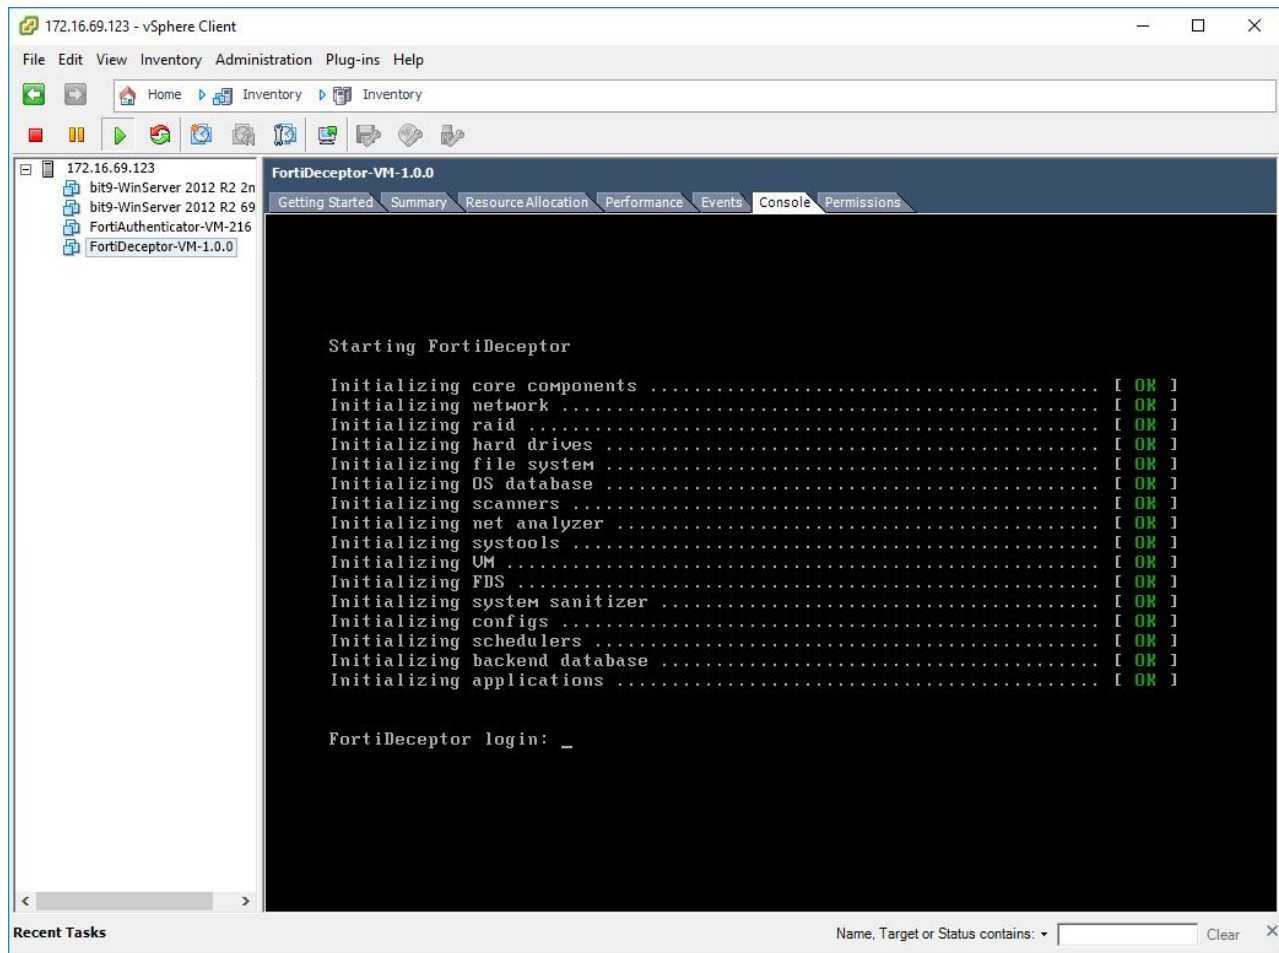 172.16.69.123 - vSphere Client
File Edit View Inventory Administration Plug-ins Help
Home Inventory Inventory
172.16.69.123
bit9-WinServer 2012 R2 2n
bit9-WinServer 2012 R2 69
FortiAuthenticator-VM-216
FortiDeceptor-VM-1.0.0
FortiDeceptor-VM-1.0.0
Getting Started Summary Resource Allocation Performance Events Console Permissions
Starting FortiDeceptor
Initializing core components ......................................... [ OK ]
Initializing network ................................................. [ OK ]
Initializing raid .................................................... [ OK ]
Initializing hard drives ............................................. [ OK ]
Initializing file system ............................................. [ OK ]
Initializing OS database ............................................. [ OK ]
Initializing scanners ................................................ [ OK ]
Initializing net analyzer ............................................ [ OK ]
Initializing systools ................................................ [ OK ]
Initializing VM ...................................................... [ OK ]
Initializing FDS ..................................................... [ OK ]
Initializing system sanitizer ........................................ [ OK ]
Initializing configs ................................................. [ OK ]
Initializing schedulers .............................................. [ OK ]
Initializing backend database ........................................ [ OK ]
Initializing applications ............................................ [ OK ]
FortiDeceptor login: _
Recent Tasks
Name, Target or Status contains:
Clear